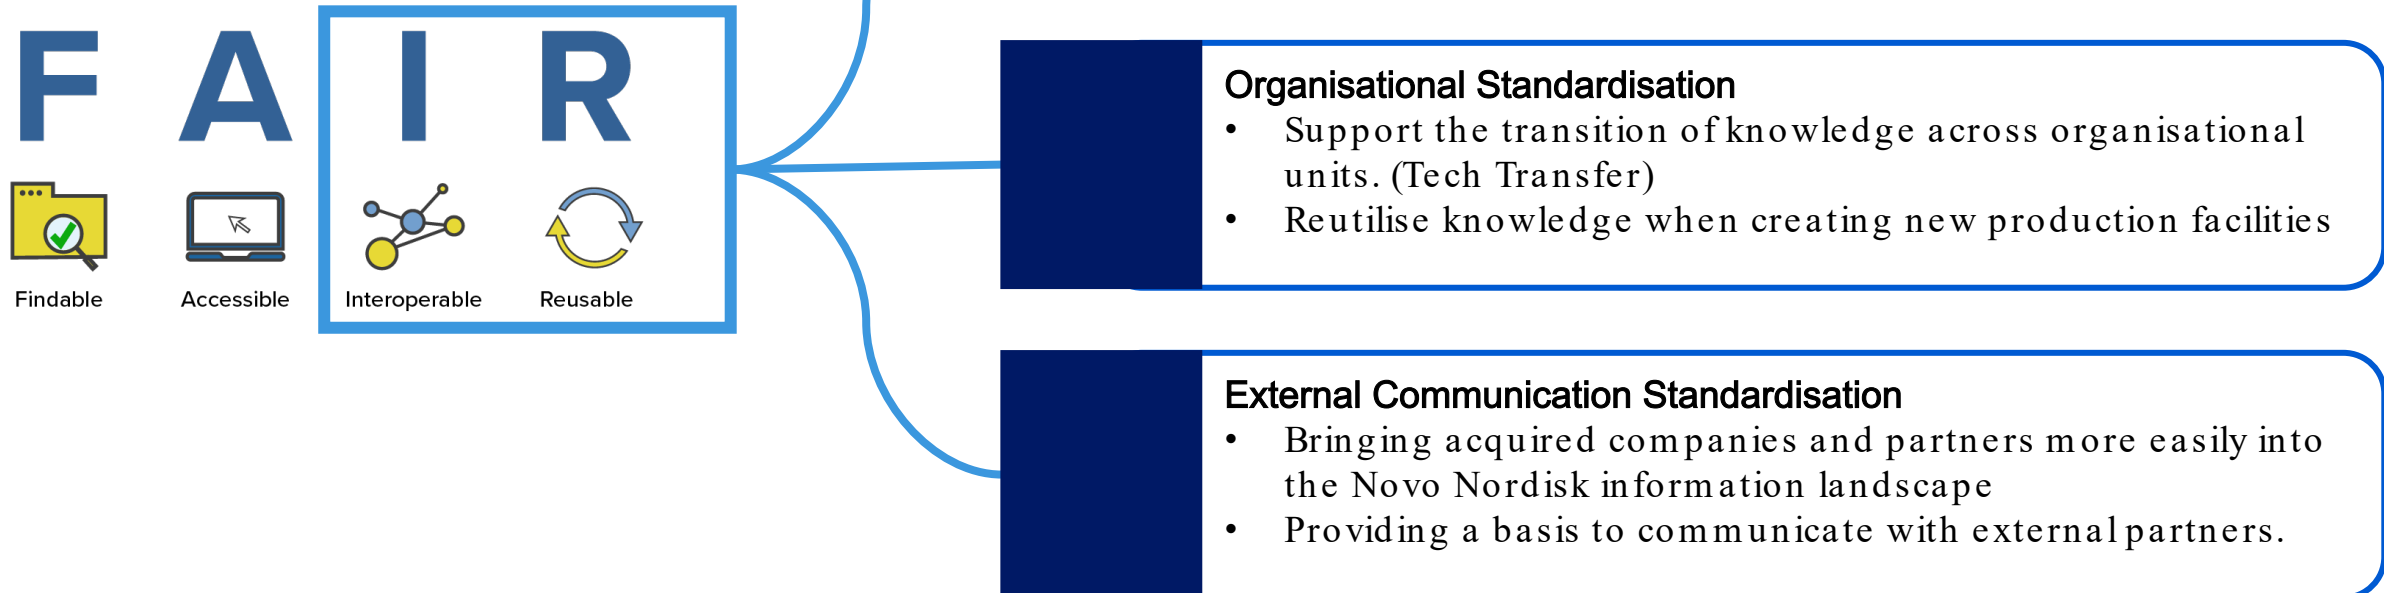 F A I R
Findable Accessible Interoperable Reusable
Organisational Standardisation
• Support the transition of knowledge across organisational
units. (Tech Transfer)
• Reutilise knowledge when creating new production facilities
External Communication Standardisation
• Bringing acquired companies and partners more easily into
the Novo Nordisk information landscape
• Providing a basis to communicate with external partners.